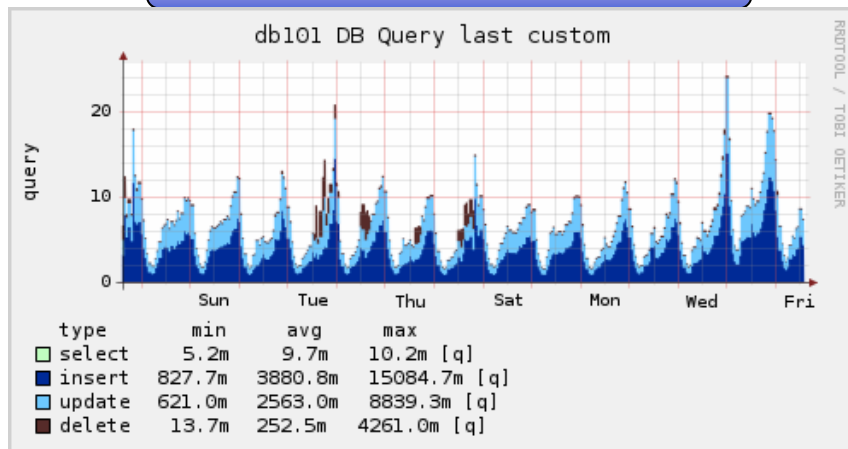 db101 DB Query last custom
RRDTOOL / TOBI OETIKER
query
20
10
0
Sun Tue Thu Sat Mon Wed Fri
type min avg max
select 5.2m 9.7m 10.2m [q]
insert 827.7m 3880.8m 15084.7m [q]
update 621.0m 2563.0m 8839.3m [q]
delete 13.7m 252.5m 4261.0m [q]